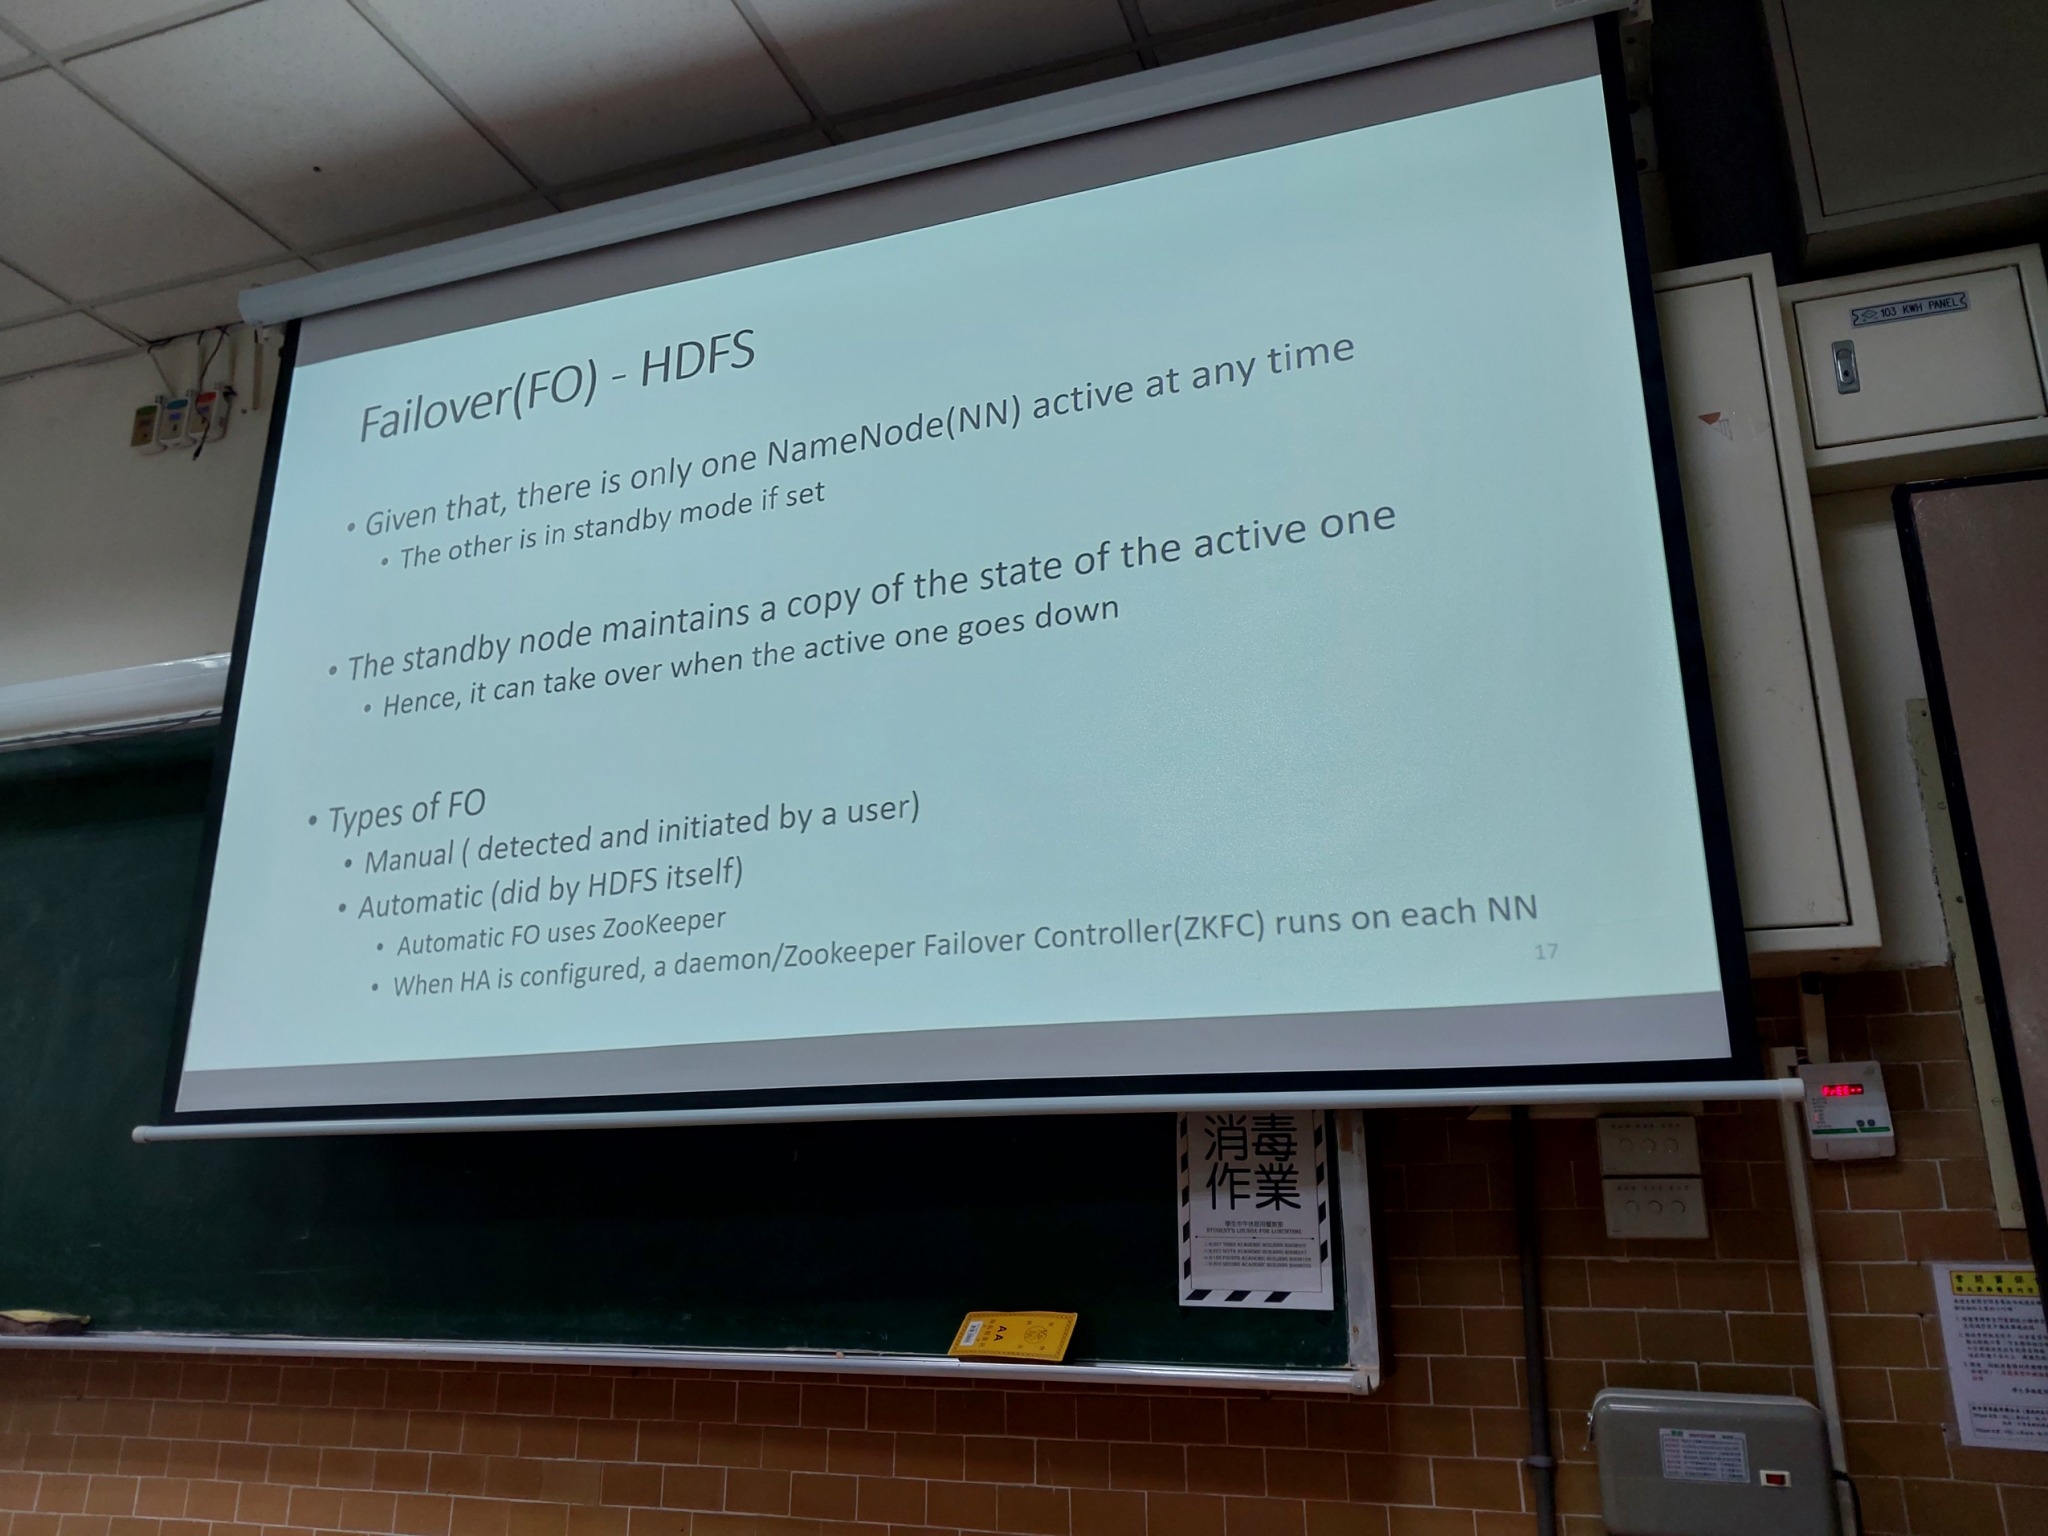 Failover(FO) - HDFS
• Given that, there is only one NameNode(NN) active at any time
• The other is in standby mode if set
• The standby node maintains a copy of the state of the active one
• Hence, it can take over when the active one goes down
• Types of FO
• Manual ( detected and initiated by a user)
• Automatic (did by HDFS itself)
• Automatic FO uses ZooKeeper
• When HA is configured, a daemon/Zookeeper Failover Controller(ZKFC) runs on each NN
17
103 KWH PANEL
消毒
作業
STUDENT'S LOUNGE FOR LUNCHTIME
AA